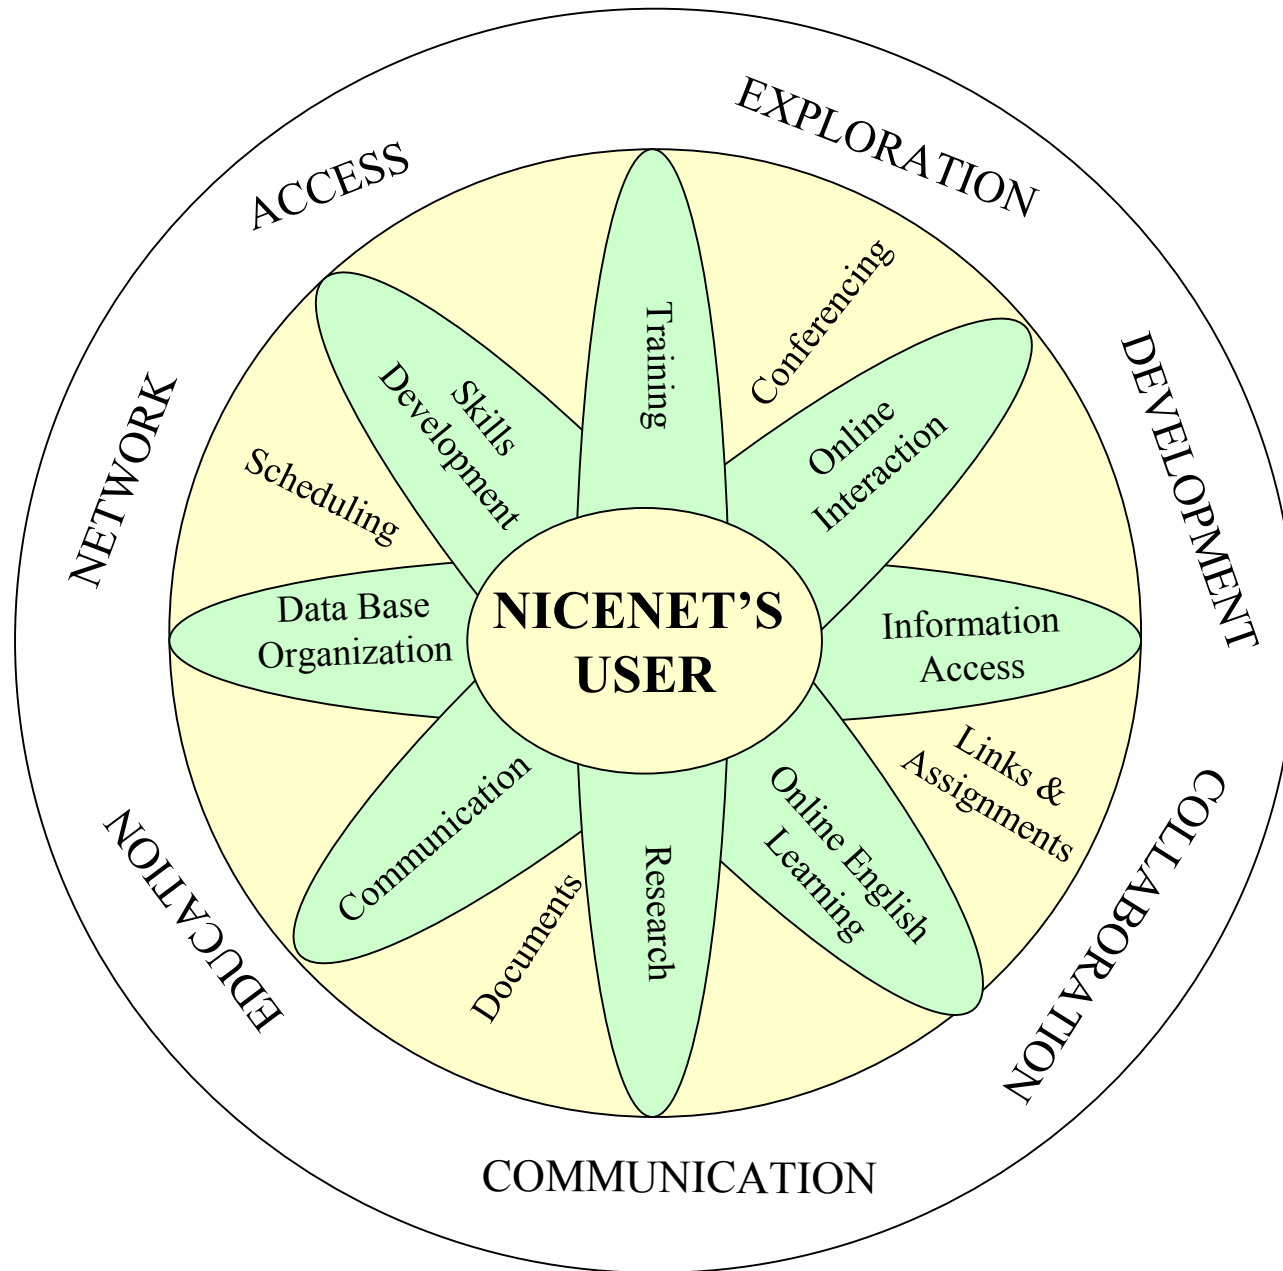 ACCESS
EXPLORATION
DEVELOPMENT
COLLABORATION
COMMUNICATION
EDUCATION
NETWORK
Training
Conferencing
Online
Interaction
Information
Access
Links &
Assignments
Online English
Learning
Research
Documents
Communication
Data Base
Organization
Scheduling
Skills
Development
NICENET’S
USER